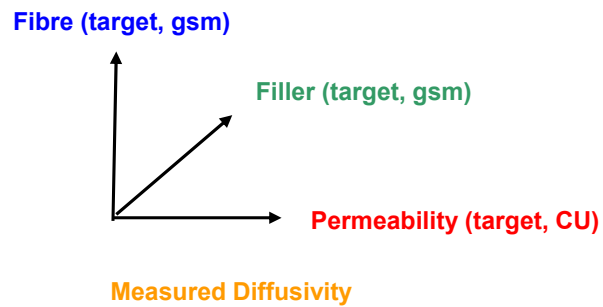 Fibre (target, gsm)
Filler (target, gsm)
Permeability (target, CU)
Measured Diffusivity